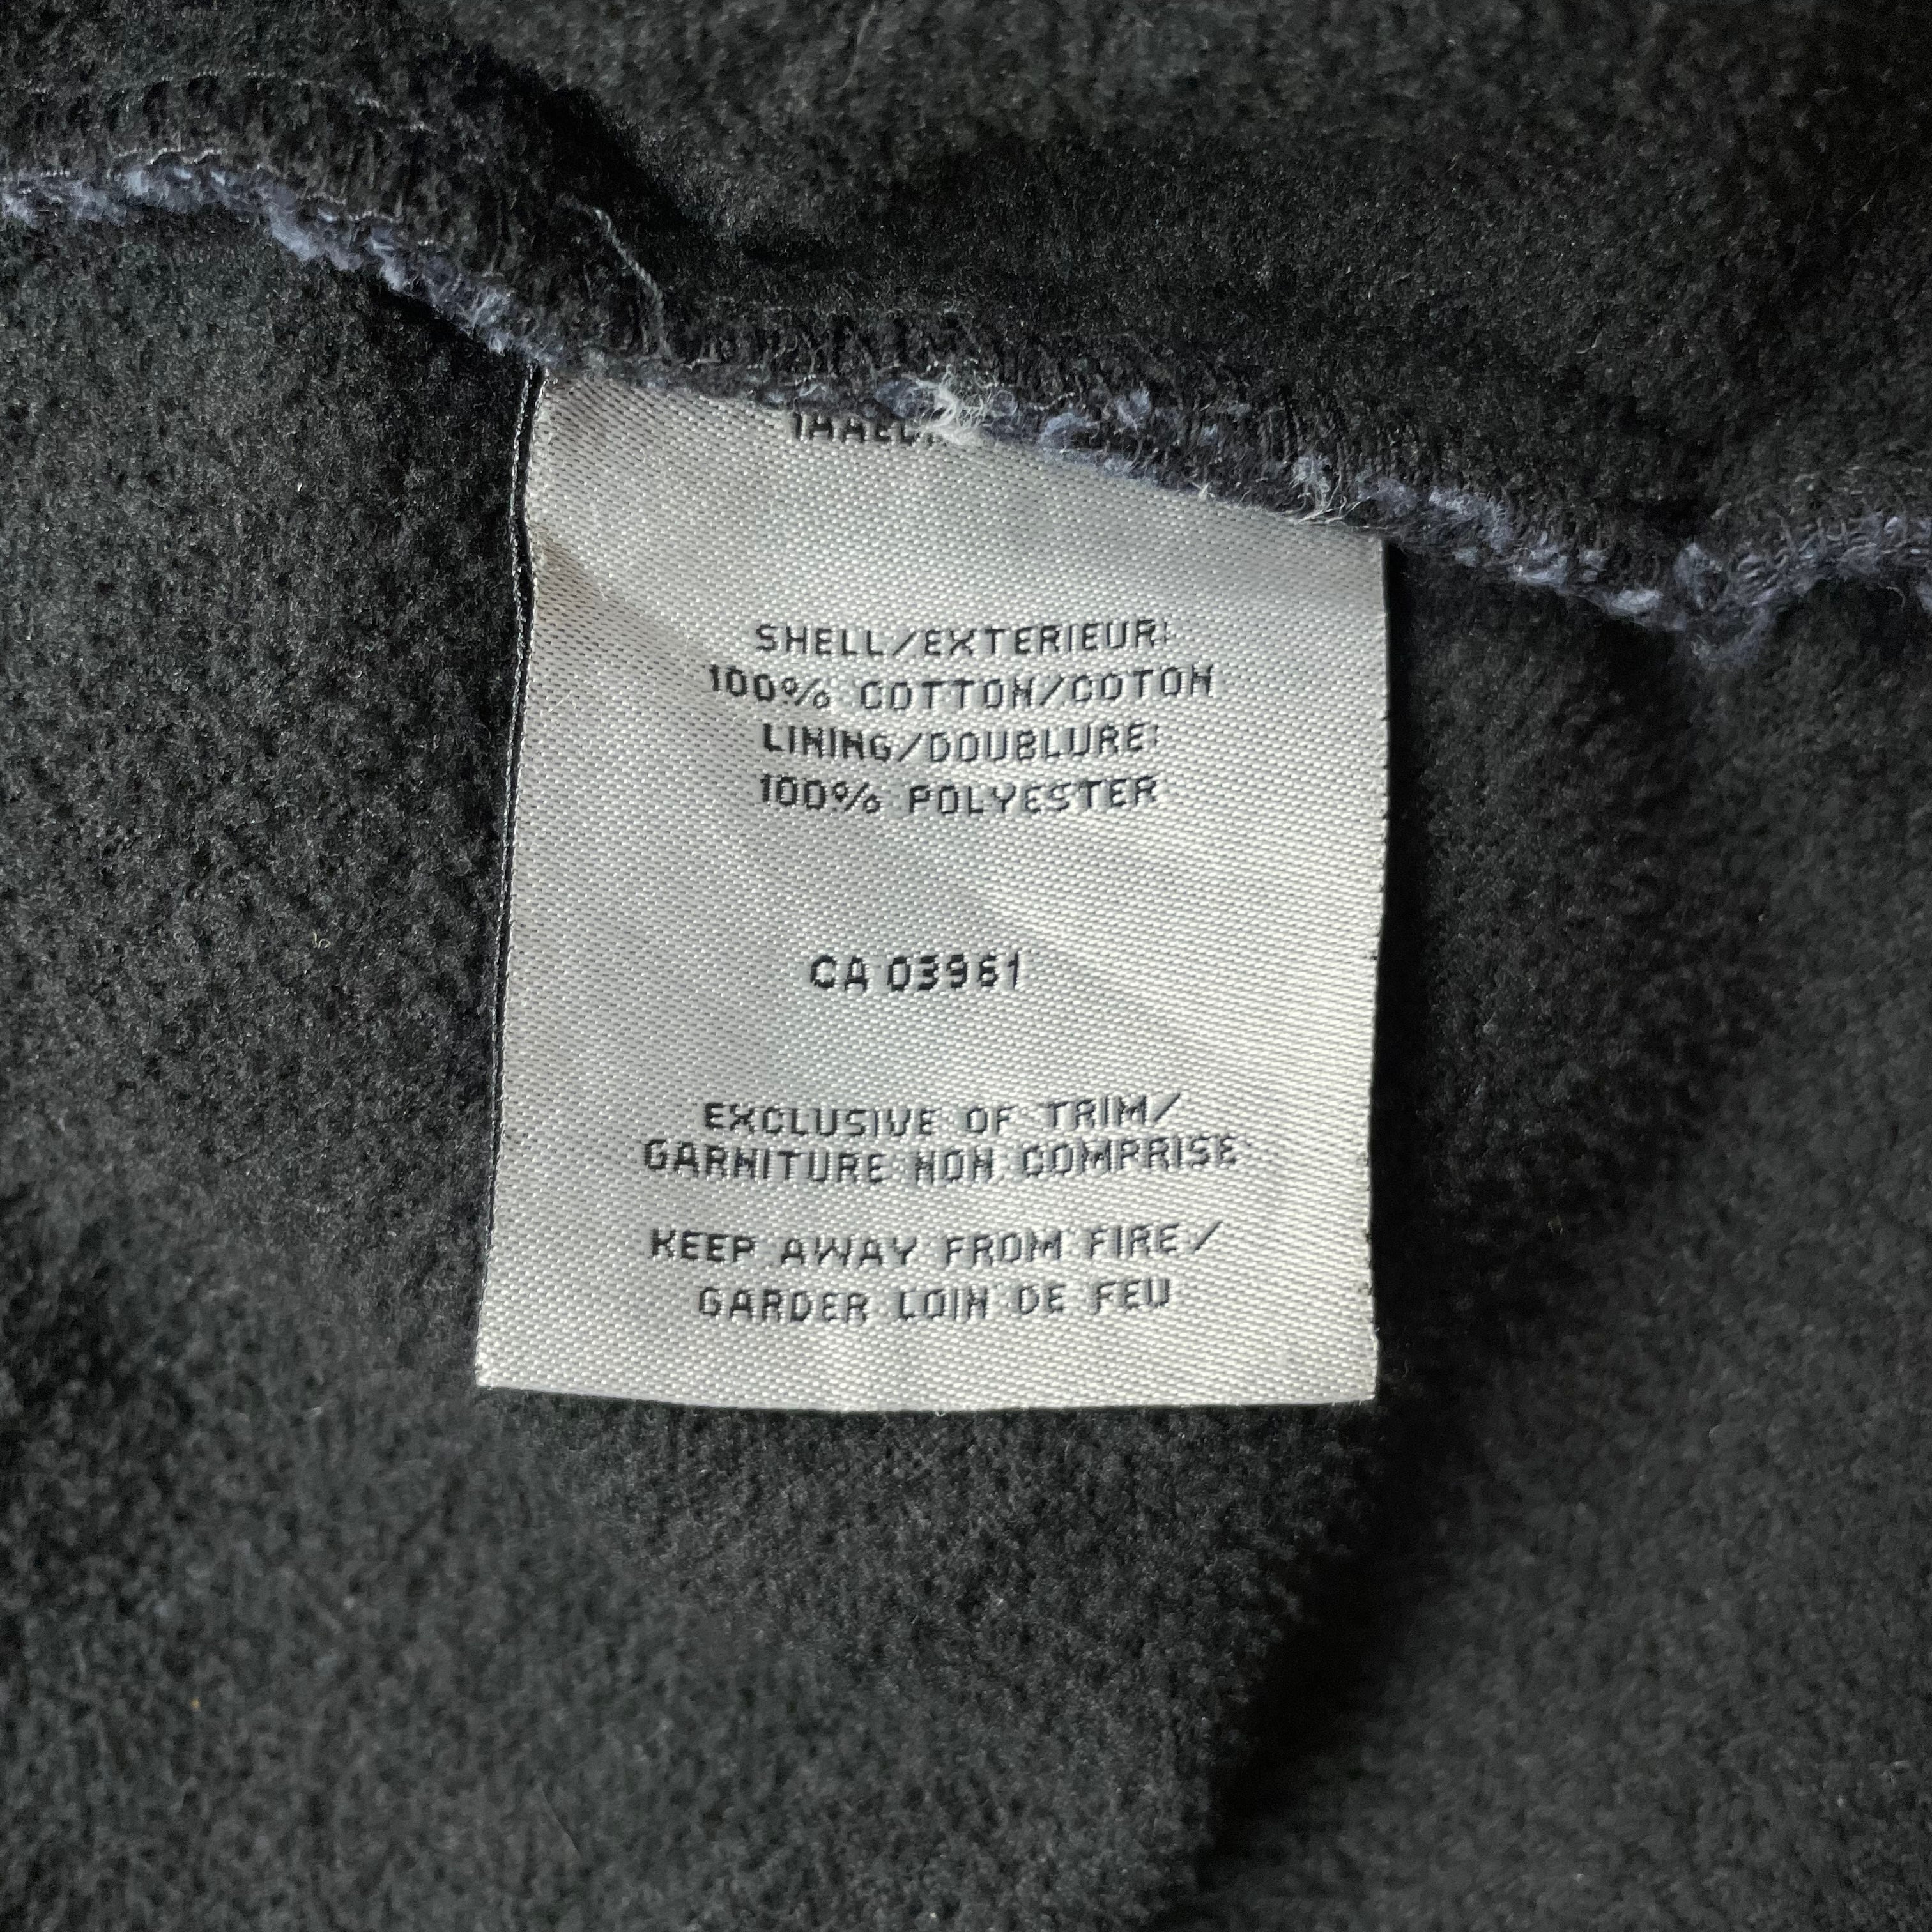 SHELL/EXTERIEUR:
100% COTTON/COTON
LINING/DOUBLURE:
100% POLYESTER
CA 03961
EXCLUSIVE OF TRIM/
GARNITURE NON COMPRISE
KEEP AWAY FROM FIRE/
GARDER LOIN DE FEU